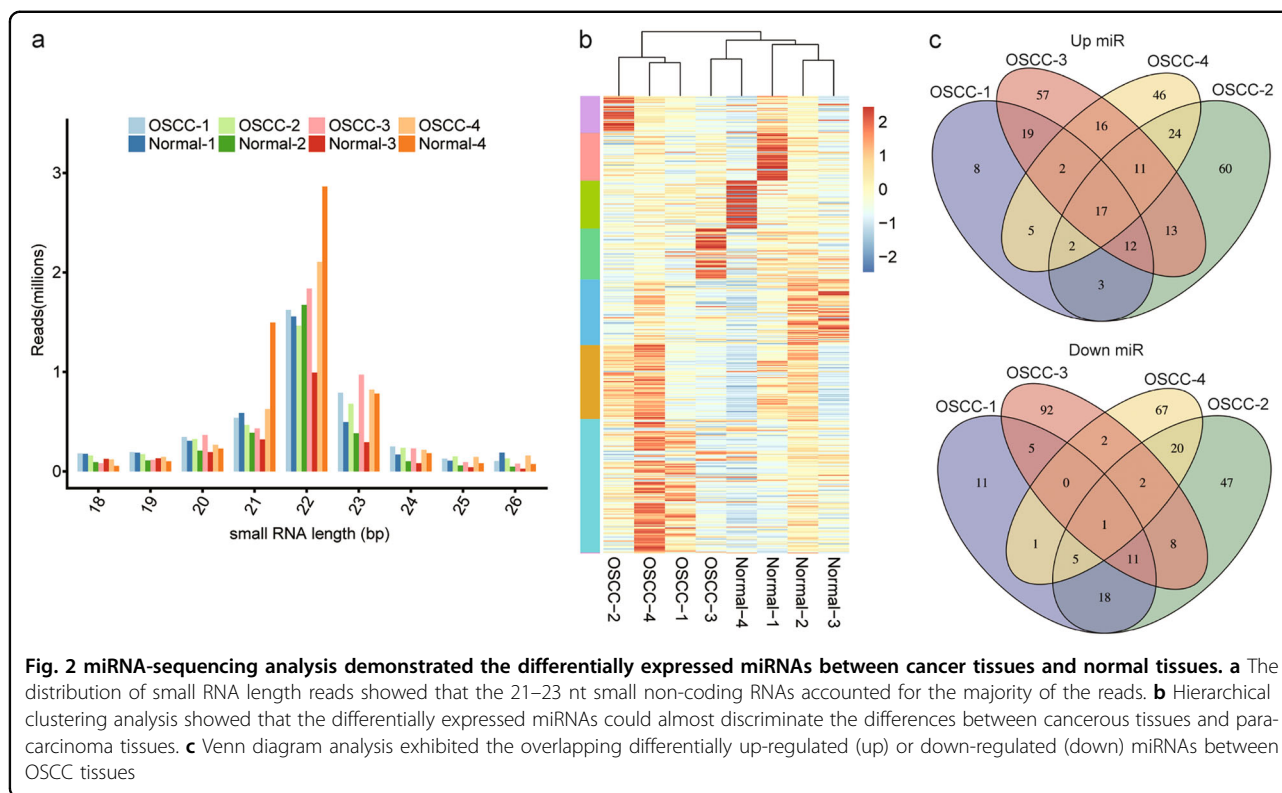 a
Reads(millions)
3
2
1
0
OSCC-1 OSCC-2 OSCC-3 OSCC-4
Normal-1 Normal-2 Normal-3 Normal-4
18 19 20 21 22 23 24 25 26
small RNA length (bp)
b
2
1
0
−1
−2
OSCC-2 OSCC-4 OSCC-1 OSCC-3 Normal-4 Normal-1 Normal-2 Normal-3
c
Up miR
OSCC-3 OSCC-4
OSCC-1 OSCC-2
57 46
19 16 24
8 2 11 60
17
5 2 12 13
3
Down miR
OSCC-3 OSCC-4
OSCC-1 OSCC-2
92 67
5 2 20
11 0 2 47
1
1 5 11 8
18
Fig. 2 miRNA-sequencing analysis demonstrated the differentially expressed miRNAs between cancer tissues and normal tissues. a The
distribution of small RNA length reads showed that the 21–23 nt small non-coding RNAs accounted for the majority of the reads. b Hierarchical
clustering analysis showed that the differentially expressed miRNAs could almost discriminate the differences between cancerous tissues and para-
carcinoma tissues. c Venn diagram analysis exhibited the overlapping differentially up-regulated (up) or down-regulated (down) miRNAs between
OSCC tissues